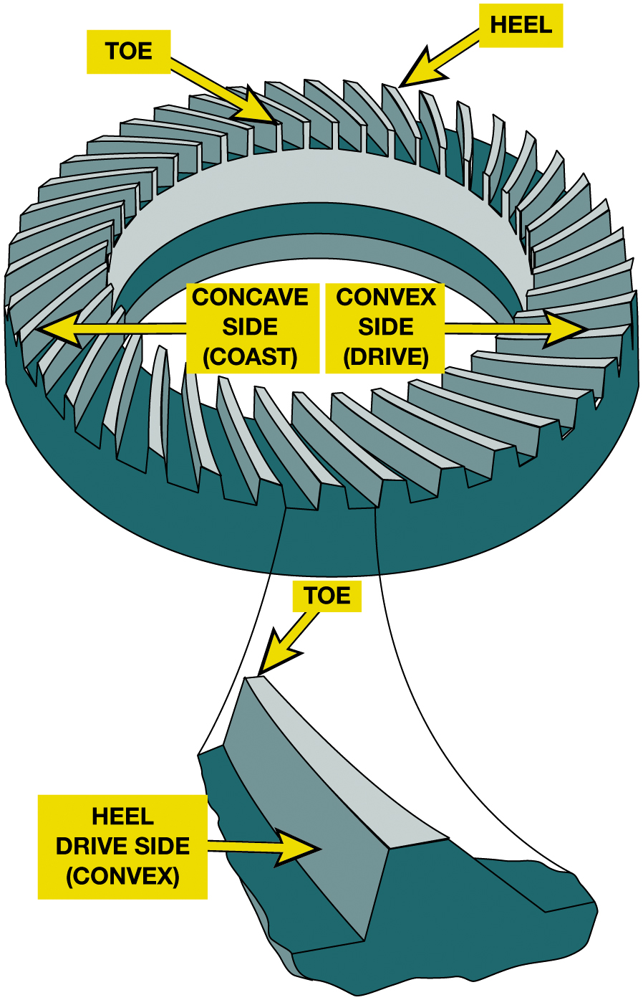 HEEL
TOE
CONCAVE
SIDE
(COAST)
CONVEX
SIDE
(DRIVE)
TOE
HEEL
DRIVE SIDE
(CONVEX)